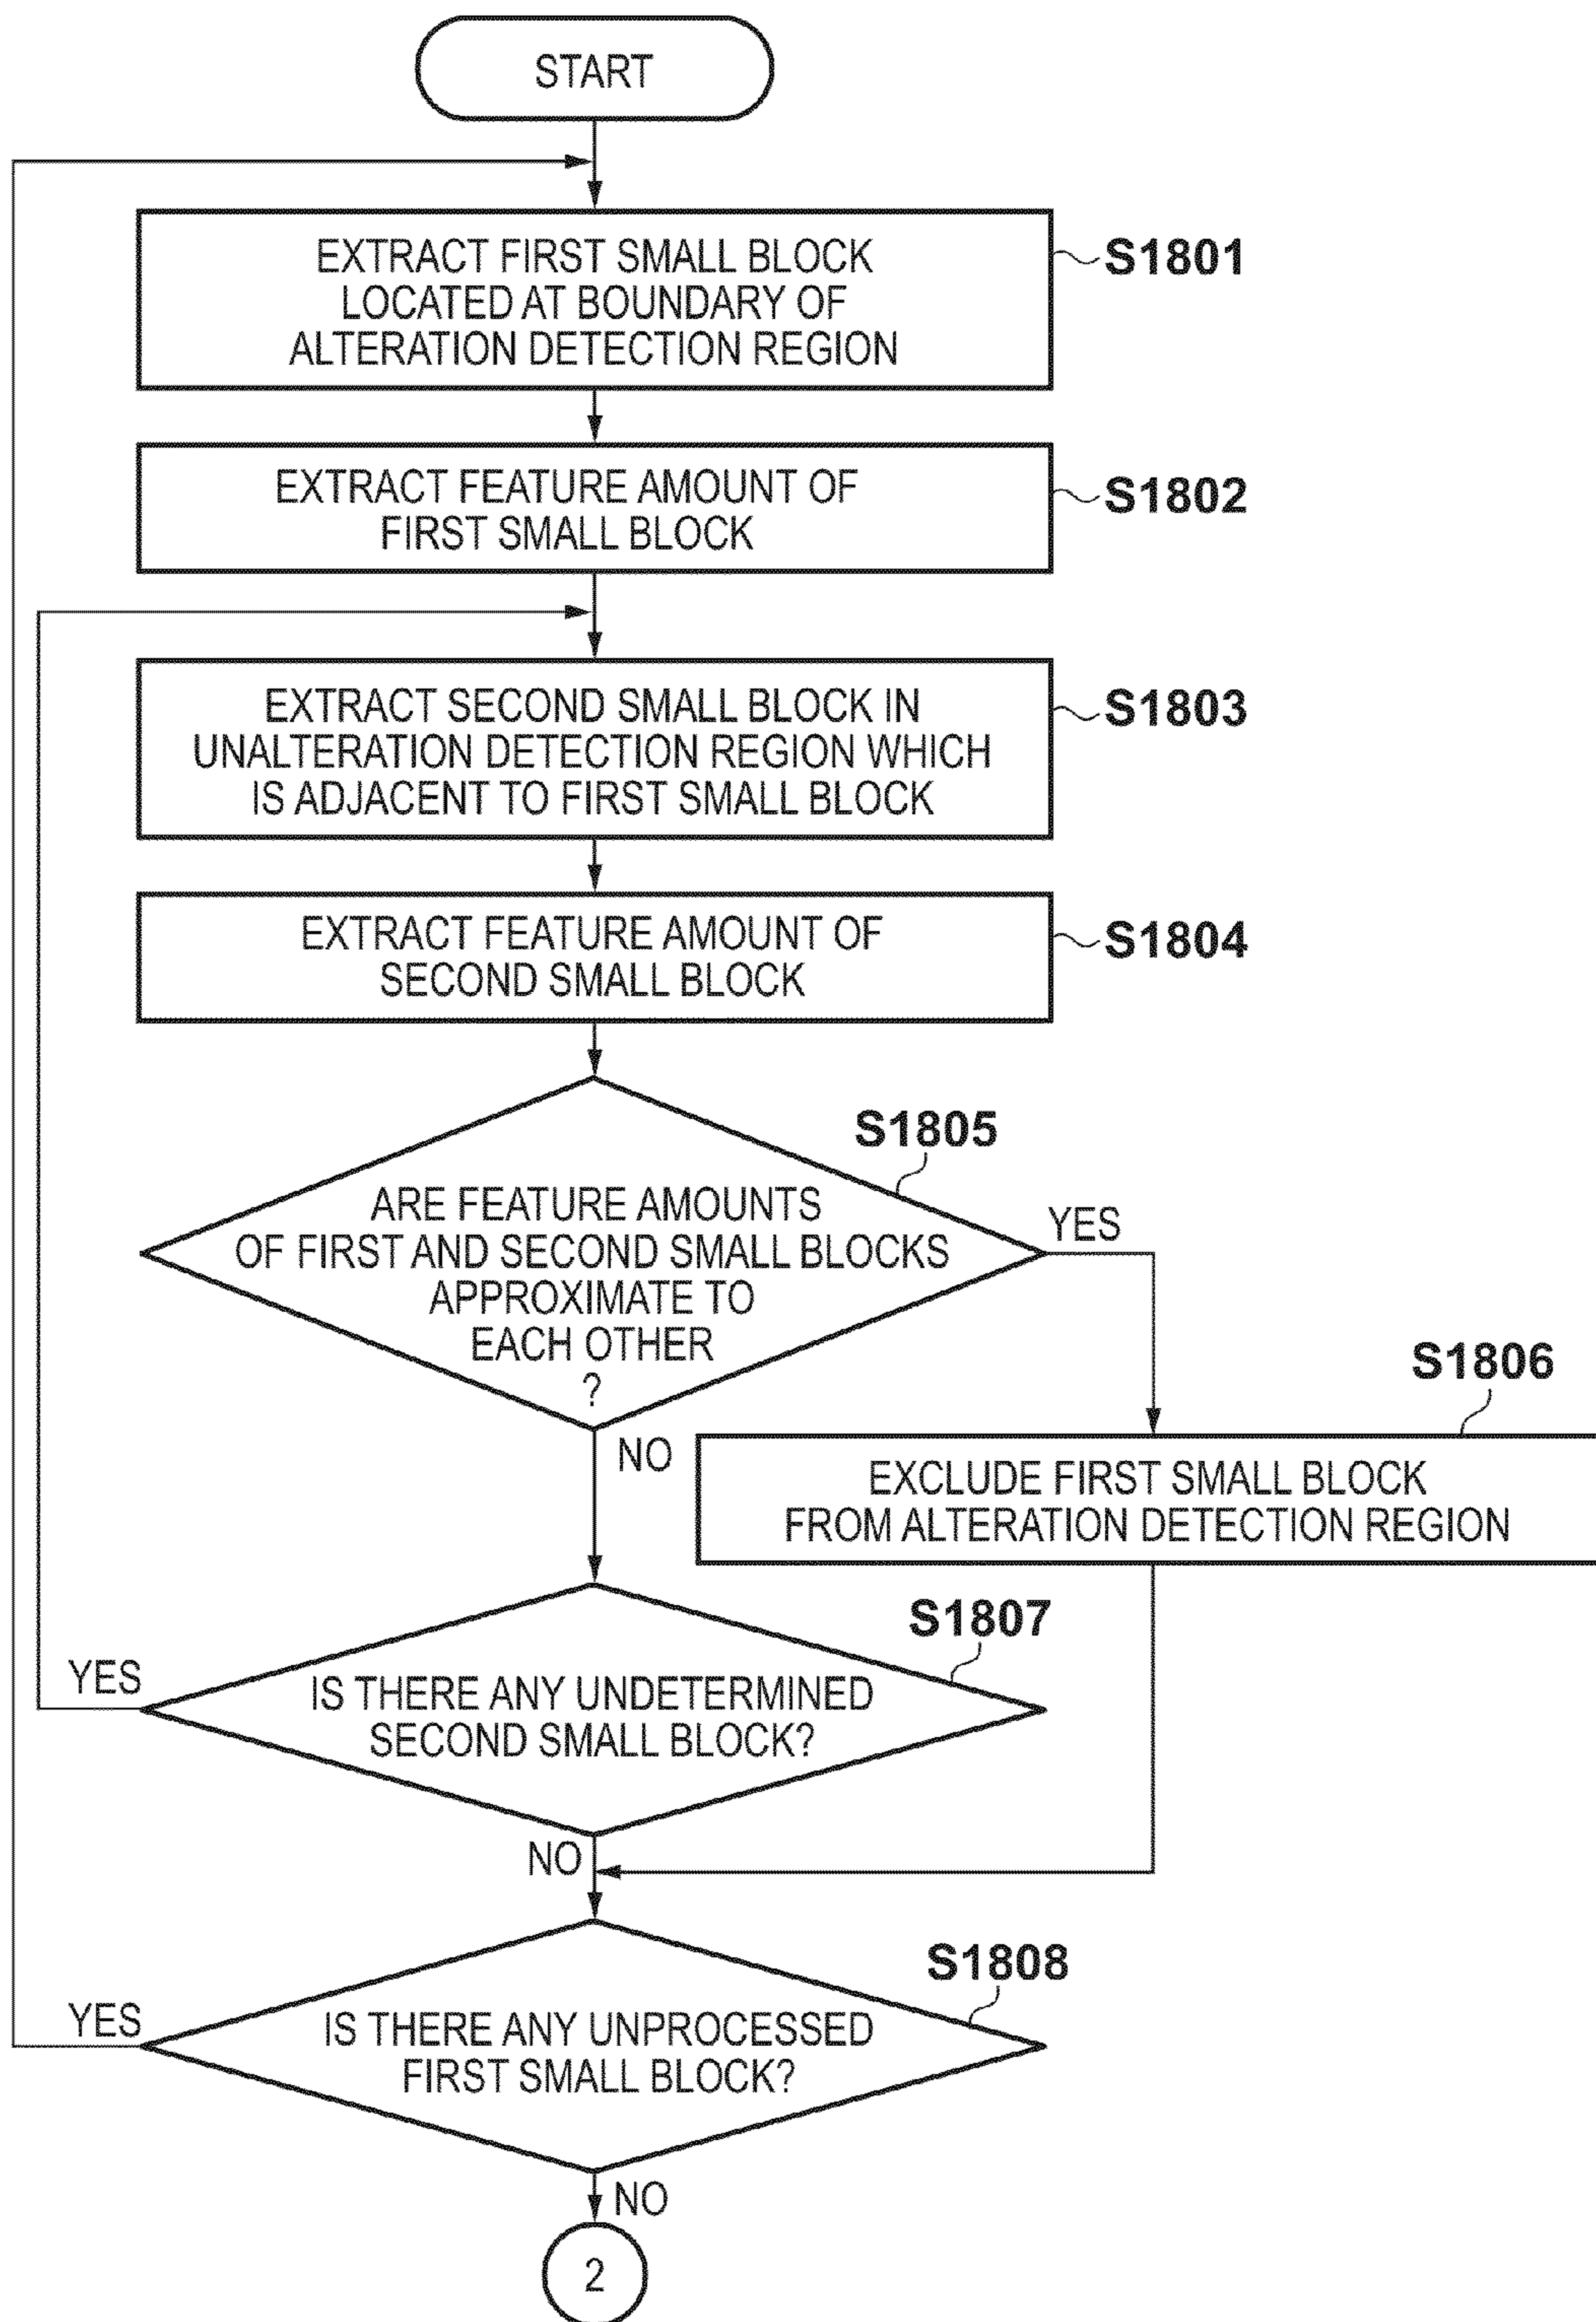 START
EXTRACT FIRST SMALL BLOCK
LOCATED AT BOUNDARY OF
ALTERATION DETECTION REGION
S1801
EXTRACT FEATURE AMOUNT OF
FIRST SMALL BLOCK
S1802
EXTRACT SECOND SMALL BLOCK IN
UNALTERATION DETECTION REGION WHICH
IS ADJACENT TO FIRST SMALL BLOCK
S1803
EXTRACT FEATURE AMOUNT OF
SECOND SMALL BLOCK
S1804
S1805
ARE FEATURE AMOUNTS
OF FIRST AND SECOND SMALL BLOCKS
APPROXIMATE TO
EACH OTHER
?
YES
NO
S1806
EXCLUDE FIRST SMALL BLOCK
FROM ALTERATION DETECTION REGION
S1807
IS THERE ANY UNDETERMINED
SECOND SMALL BLOCK?
YES
NO
S1808
IS THERE ANY UNPROCESSED
FIRST SMALL BLOCK?
YES
NO
2